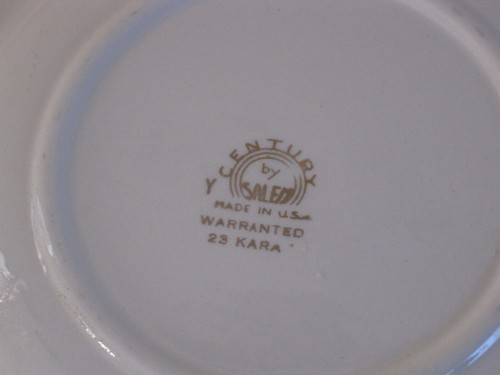 Y CENTURY
by
SALEM
MADE IN U.S.A.
WARRANTED
23 KARA